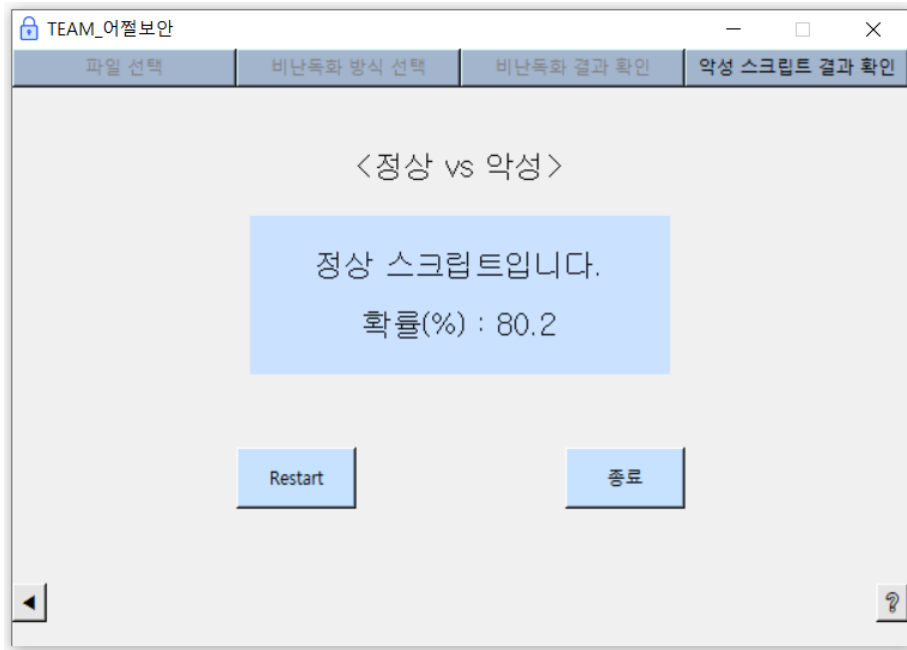 TEAM_어쩔보안
파일 선택 비난독화 방식 선택 비난독화 결과 확인 악성 스크립트 결과 확인
<정상 vs 악성>
정상 스크립트입니다.
확률(%) : 80.2
Restart 종료
?